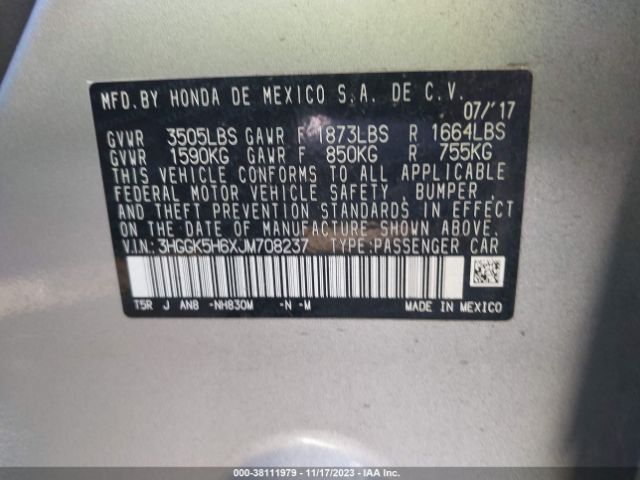 MFD. BY HONDA DE MEXICO S.A. DE C.V.
07/'17
GVWR 3505LBS GAWR F 1873LBS R 1664LBS
GVWR 1590KG GAWR F 850KG R 755KG
THIS VEHICLE CONFORMS TO ALL APPLICABLE
FEDERAL MOTOR VEHICLE SAFETY, BUMPER,
AND THEFT PREVENTION STANDARDS IN EFFECT
ON THE DATE OF MANUFACTURE SHOWN ABOVE.
V.I.N.: 3HGGK5H6XJM708237 TYPE:PASSENGER CAR
T5R J AN8 -NH830M -N -M MADE IN MEXICO
000-38111979 - 11/17/2023 - IAA Inc.